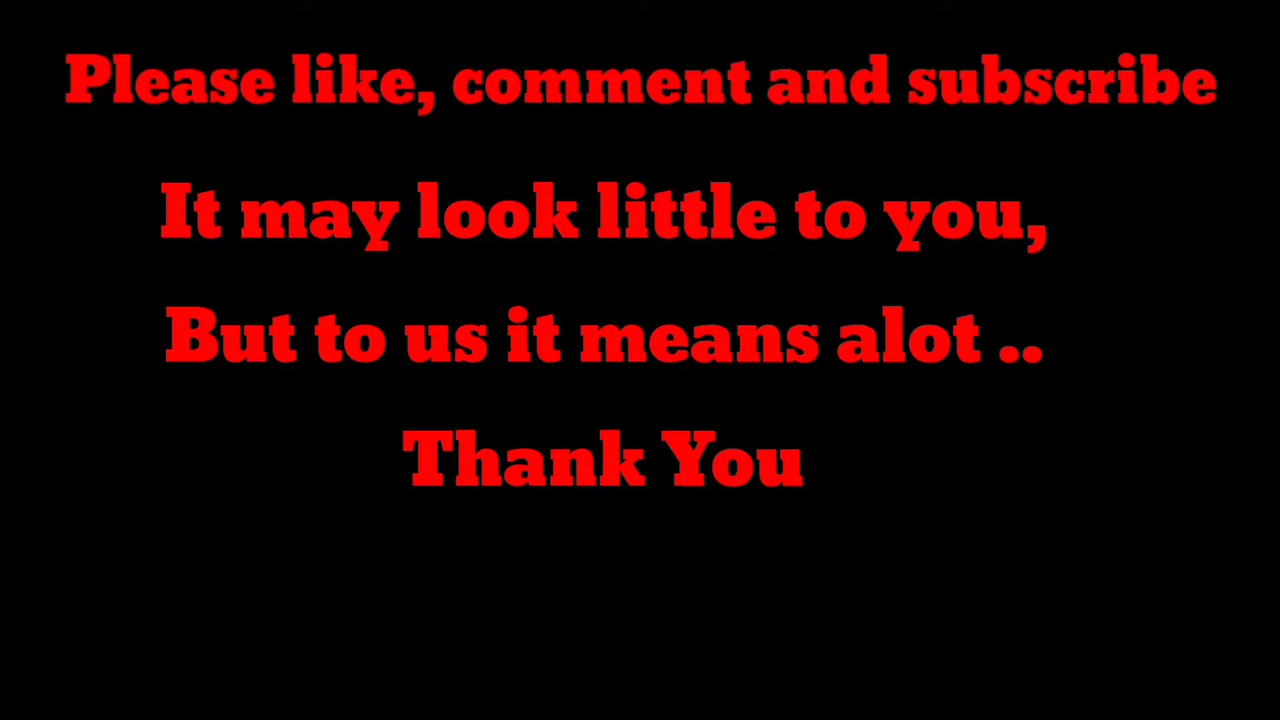 Please like, comment and subscribe
It may look little to you,
But to us it means alot ..
Thank You